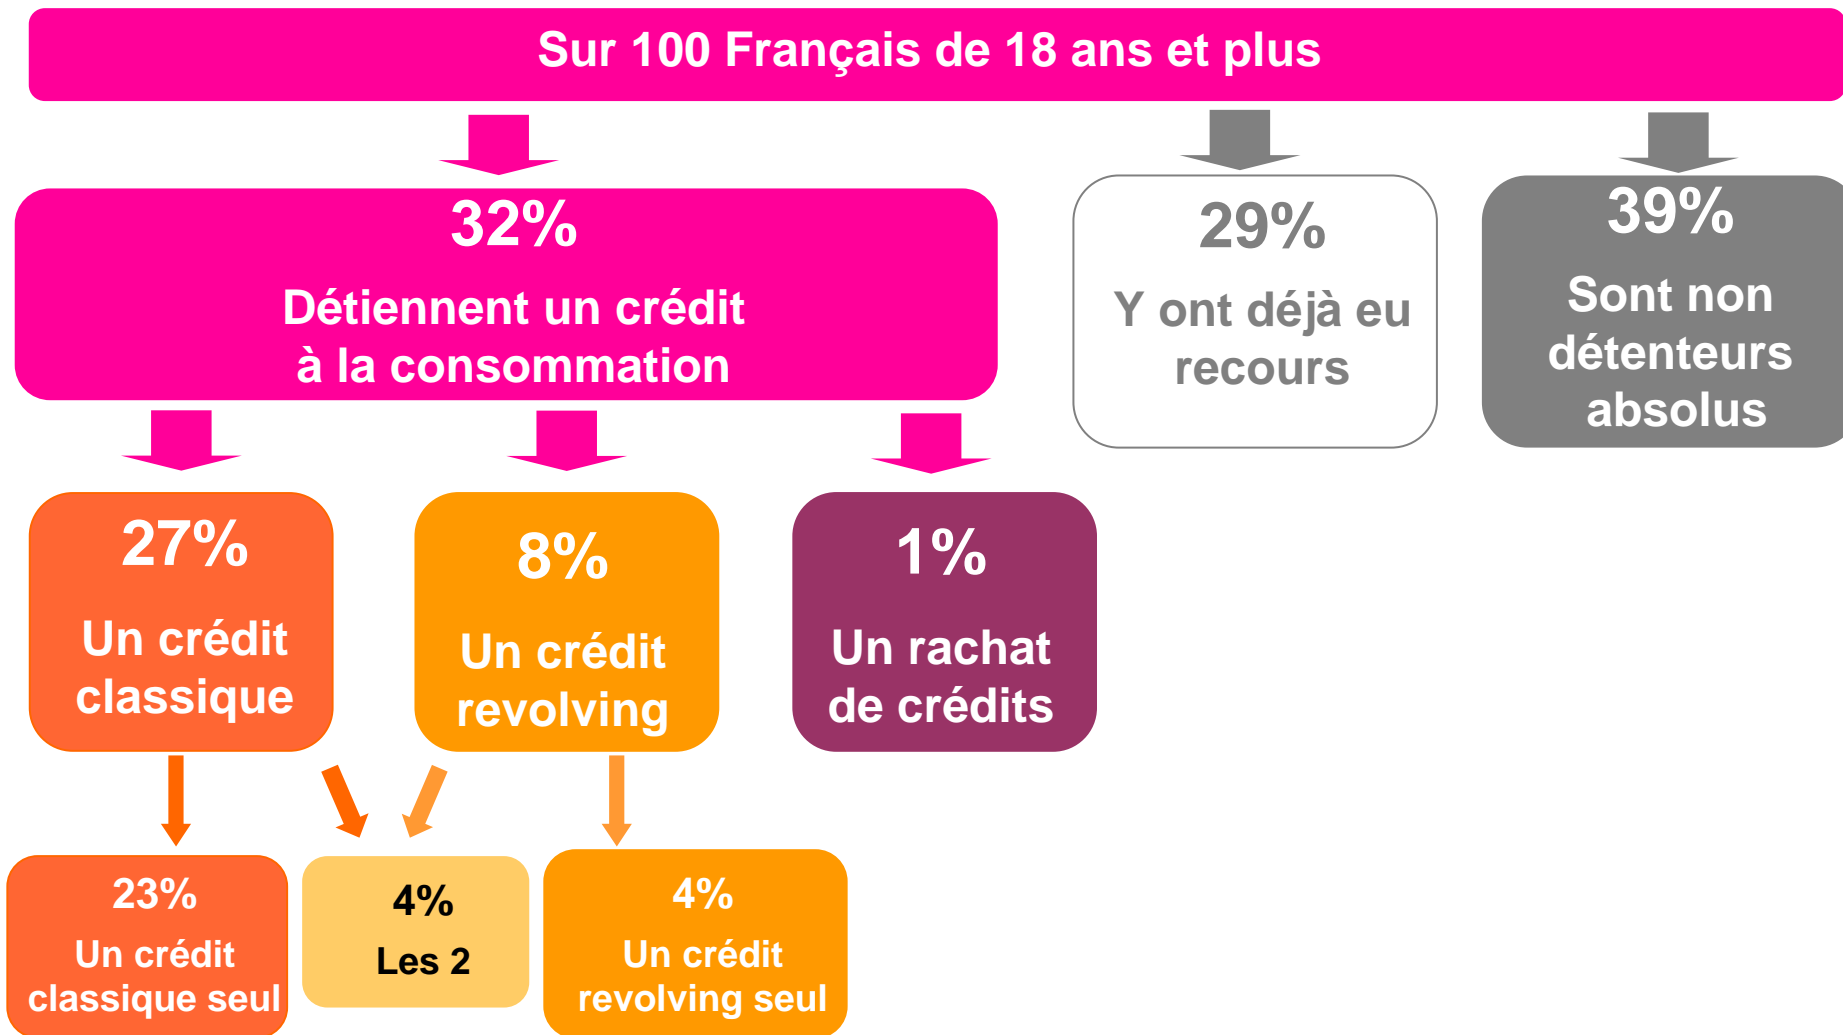 Sur 100 Français de 18 ans et plus
32%
Détiennent un crédit
à la consommation
29%
Y ont déjà eu
recours
39%
Sont non
détenteurs
absolus
27%
Un crédit
classique
8%
Un crédit
revolving
1%
Un rachat
de crédits
23%
Un crédit
classique seul
4%
Les 2
4%
Un crédit
revolving seul